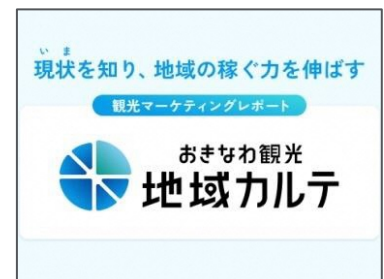 いま
現状を知り、地域の稼ぐ力を伸ばす
観光マーケティングレポート
おきなわ観光
地域カルテ